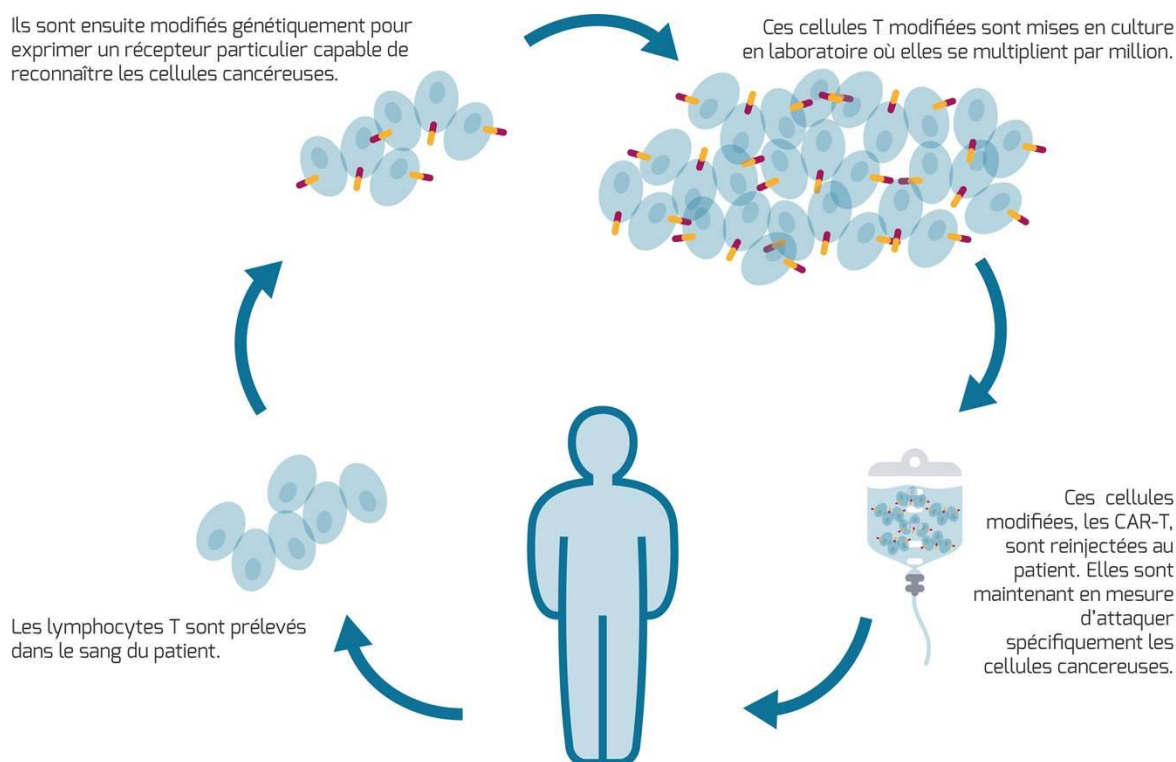 Ils sont ensuite modifiés génétiquement pour
exprimer un récepteur particulier capable de
reconnaître les cellules cancéreuses.
Ces cellules T modifiées sont mises en culture
en laboratoire où elles se multiplient par million.
Ces cellules
modifiées, les CAR-T,
sont reinjectées au
patient. Elles sont
maintenant en mesure
d'attaquer
spécifiquement les
cellules cancereuses.
Les lymphocytes T sont prélevés
dans le sang du patient.